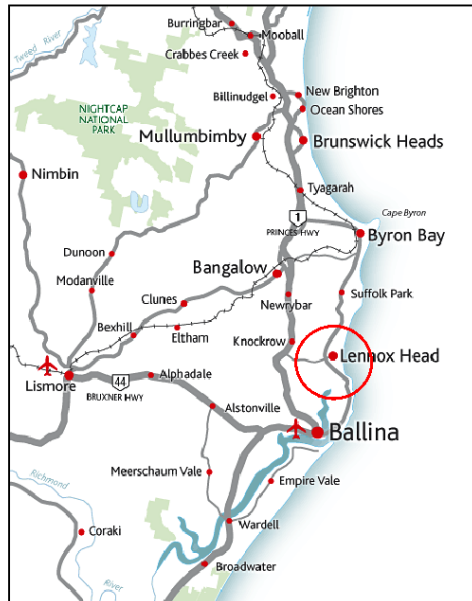 Tweed River
Burringbar
Mooball
Crabbes Creek
Billinudgel
New Brighton
Ocean Shores
NIGHTCAP
NATIONAL
PARK
Mullumbimby
Brunswick Heads
Nimbin
Tyagarah
1
PRINCES HWY
Cape Byron
Byron Bay
Dunoon
Bangalow
Modanville
Clunes
Newrybar
Suffolk Park
Bexhill
Eltham
Knockrow
Lennox Head
Lismore
44
BRUXNER HWY
Alphadale
Alstonville
Ballina
Meerschaum Vale
Empire Vale
Richmond
Wardell
Coraki
River
Broadwater